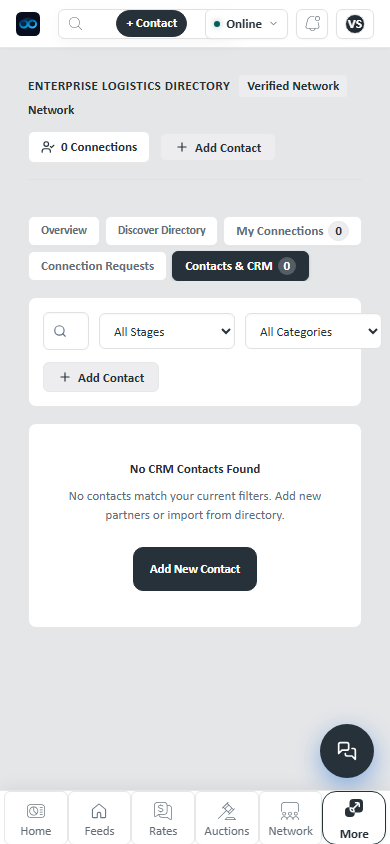 + Contact
Online
VS
ENTERPRISE LOGISTICS DIRECTORY
Verified Network
Network
0 Connections
Add Contact
Overview
Discover Directory
My Connections 0
Connection Requests
Contacts & CRM 0
All Stages
All Categories
Add Contact
No CRM Contacts Found
No contacts match your current filters. Add new
partners or import from directory.
Add New Contact
Home
Feeds
Rates
Auctions
Network
More